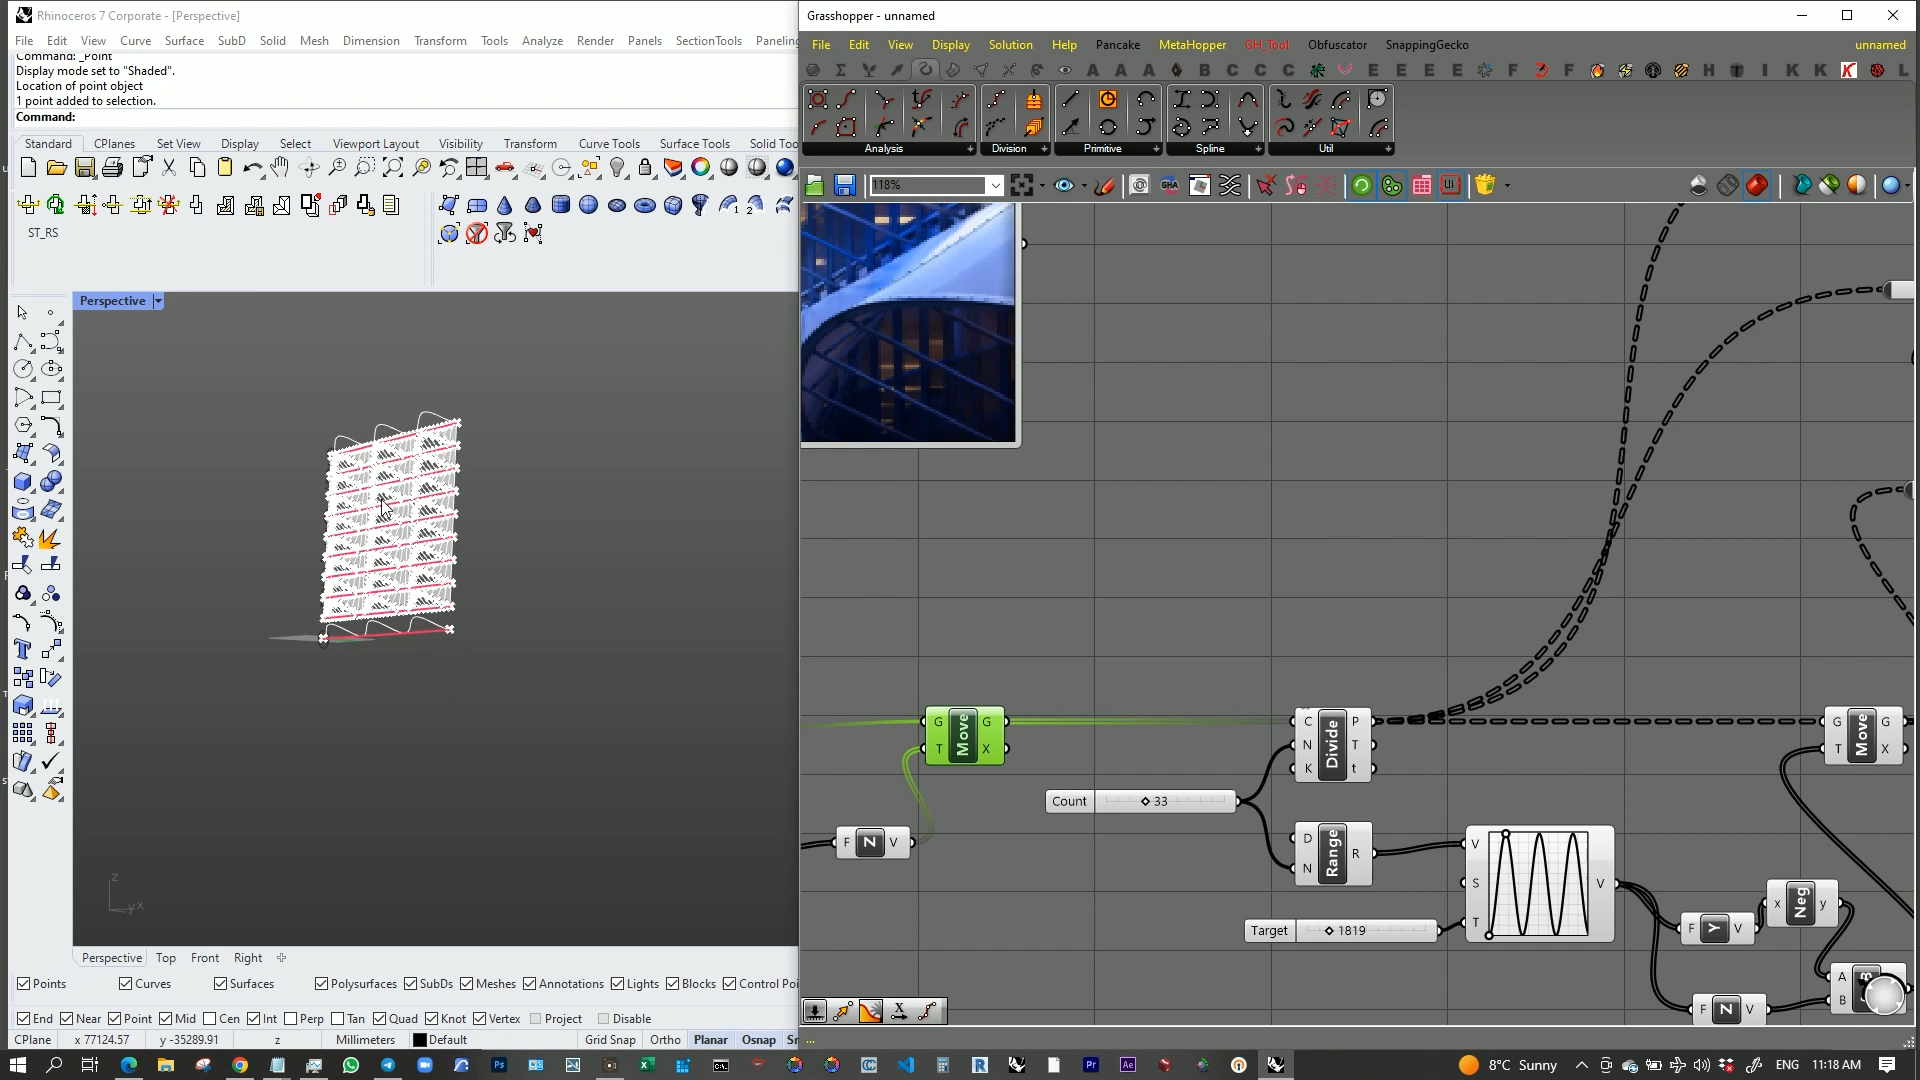 Rhinoceros 7 Corporate - [Perspective]
File Edit View Curve Surface SubD Solid Mesh Dimension Transform Tools Analyze Render Panels SectionTools Paneling
Command: _Point
Display mode set to "Shaded".
Location of point object
1 point added to selection.
Command:
Standard CPlanes Set View Display Select Viewport Layout Visibility Transform Curve Tools Surface Tools Solid Too
ST_RS
Perspective
z
y x
Perspective Top Front Right
Points Curves Surfaces Polysurfaces SubDs Meshes Annotations Lights Blocks Control Poi
End Near Point Mid Cen Int Perp Tan Quad Knot Vertex Project Disable
CPlane x 77124.57 y -35289.91 z Millimeters Default Grid Snap Ortho Planar Osnap Sr
Grasshopper - unnamed
File Edit View Display Solution Help Pancake MetaHopper GH_Tool Obfuscator SnappingGecko unnamed
A A A B C C C E E E E F F H I K K K L
Analysis Division Primitive Spline Util
118%
GHA
Ui
G T Move G X
C N K Divide P T t
G T Move G X
Count 33
F Z V
D N Range R
V S T V
Target 1819
F Y V
x Neg y
A B
F Z V
...
8°C Sunny ENG 11:18 AM